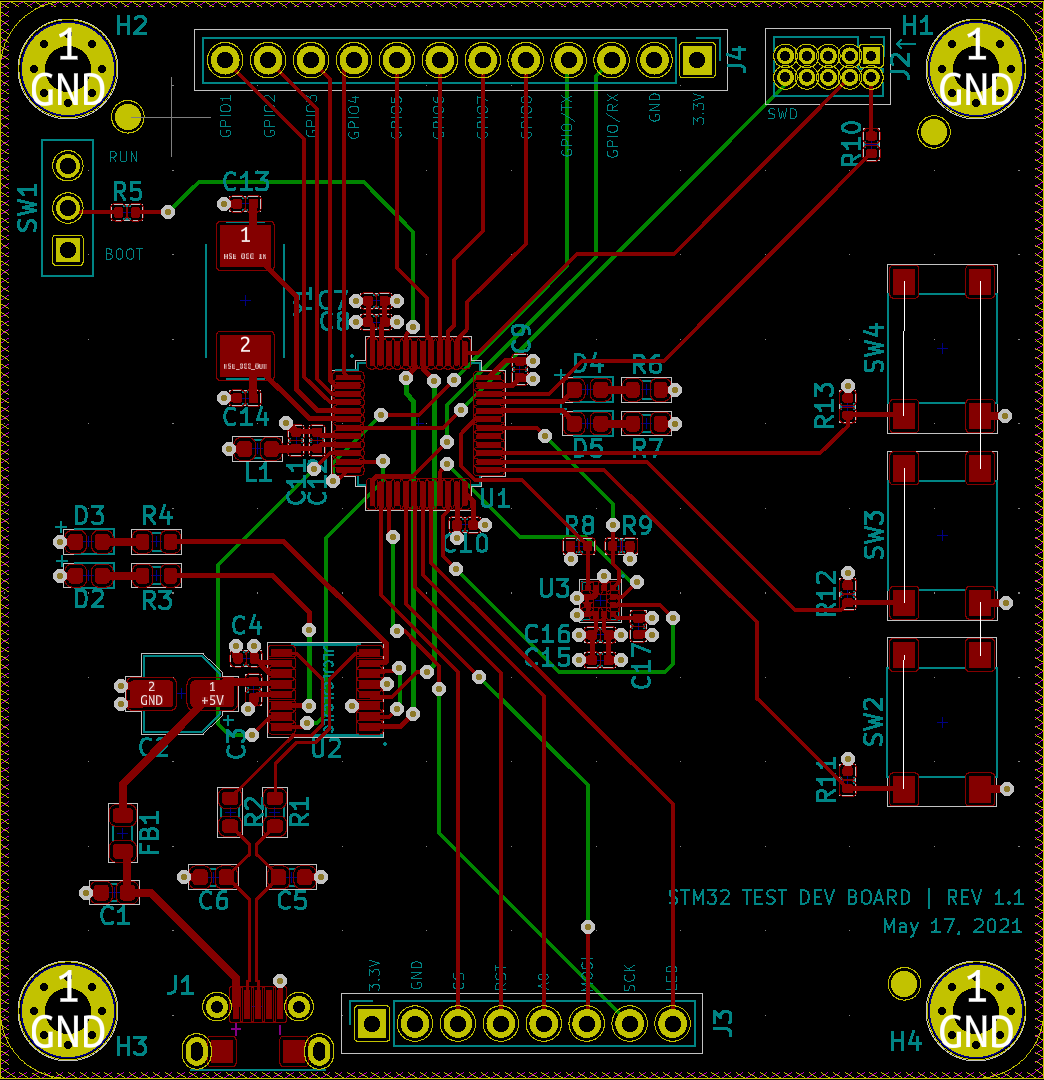 H2
H1
1
GND
1
GND
J4
J2
GPIO1
GPIO2
GPIO3
GPIO4
GPIO5
GPIO6
GPIO7
GPIO8
GPIO/TX
GPIO/RX
GND
3.3V
SWD
R10
RUN
SW1
R5
BOOT
C13
1
C7
C8
C9
2
C14
D4
R6
D5
R7
SW4
R13
L1
C11
C12
U1
C10
D3
R4
D2
R3
R8
R9
U3
C16
C15
C17
SW3
R12
C4
2
GND
1
+5V
C2
C3
U2
SW2
R11
R2
R1
FB1
C1
C6
C5
STM32 TEST DEV BOARD | REV 1.1
May 17, 2021
J1
3.3V
GND
CS
RST
A0
MOSI
SCK
LED
J3
1
GND
H3
H4
1
GND